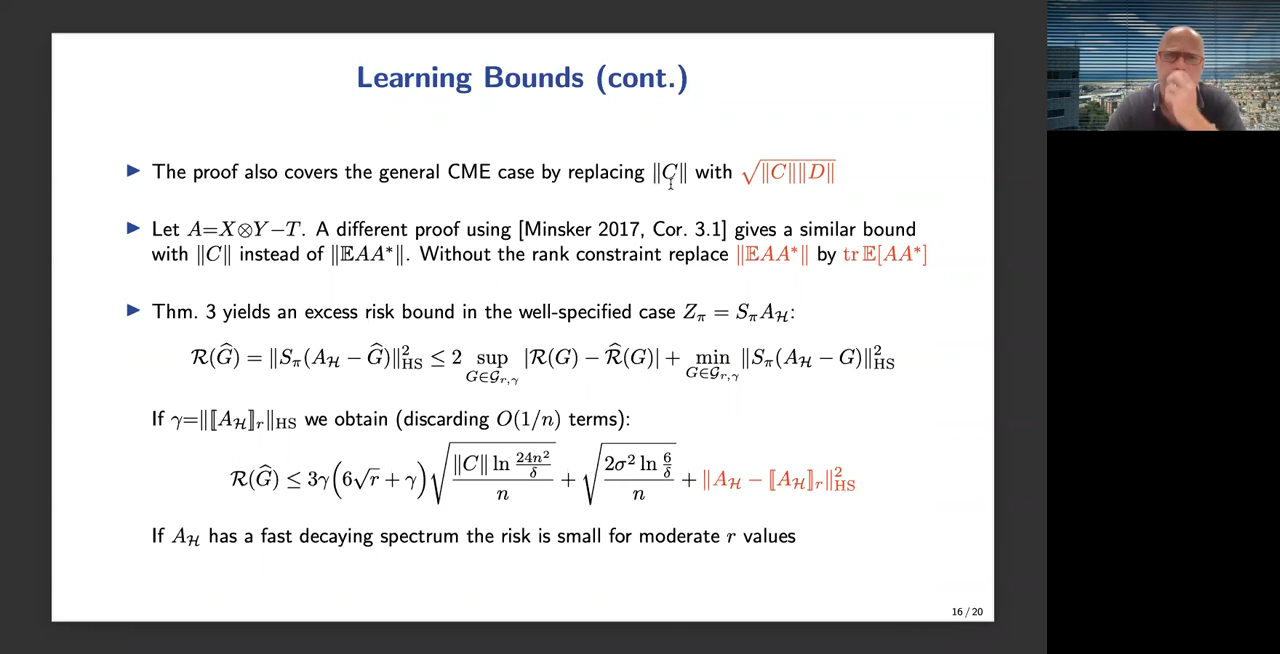 Learning Bounds (cont.)
▶ The proof also covers the general CME case by replacing ‖C‖ with √‖C‖‖D‖
▶ Let A=X⊗Y−T. A different proof using [Minsker 2017, Cor. 3.1] gives a similar bound
with ‖C‖ instead of ‖𝔼AA*‖. Without the rank constraint replace ‖𝔼AA*‖ by tr 𝔼[AA*]
▶ Thm. 3 yields an excess risk bound in the well-specified case Z_π = S_π A_ℋ:
ℛ(Ĝ) = ‖S_π(A_ℋ − Ĝ)‖²_HS ≤ 2 sup_{G∈𝒢_{r,γ}} |ℛ(G) − ℛ̂(G)| + min_{G∈𝒢_{r,γ}} ‖S_π(A_ℋ − G)‖²_HS
If γ=‖⟦A_ℋ⟧_r‖_HS we obtain (discarding O(1/n) terms):
ℛ(Ĝ) ≤ 3γ(6√r + γ)√(‖C‖ ln (24n²/δ) / n) + √(2σ² ln (6/δ) / n) + ‖A_ℋ − ⟦A_ℋ⟧_r‖²_HS
If A_ℋ has a fast decaying spectrum the risk is small for moderate r values
16 / 20